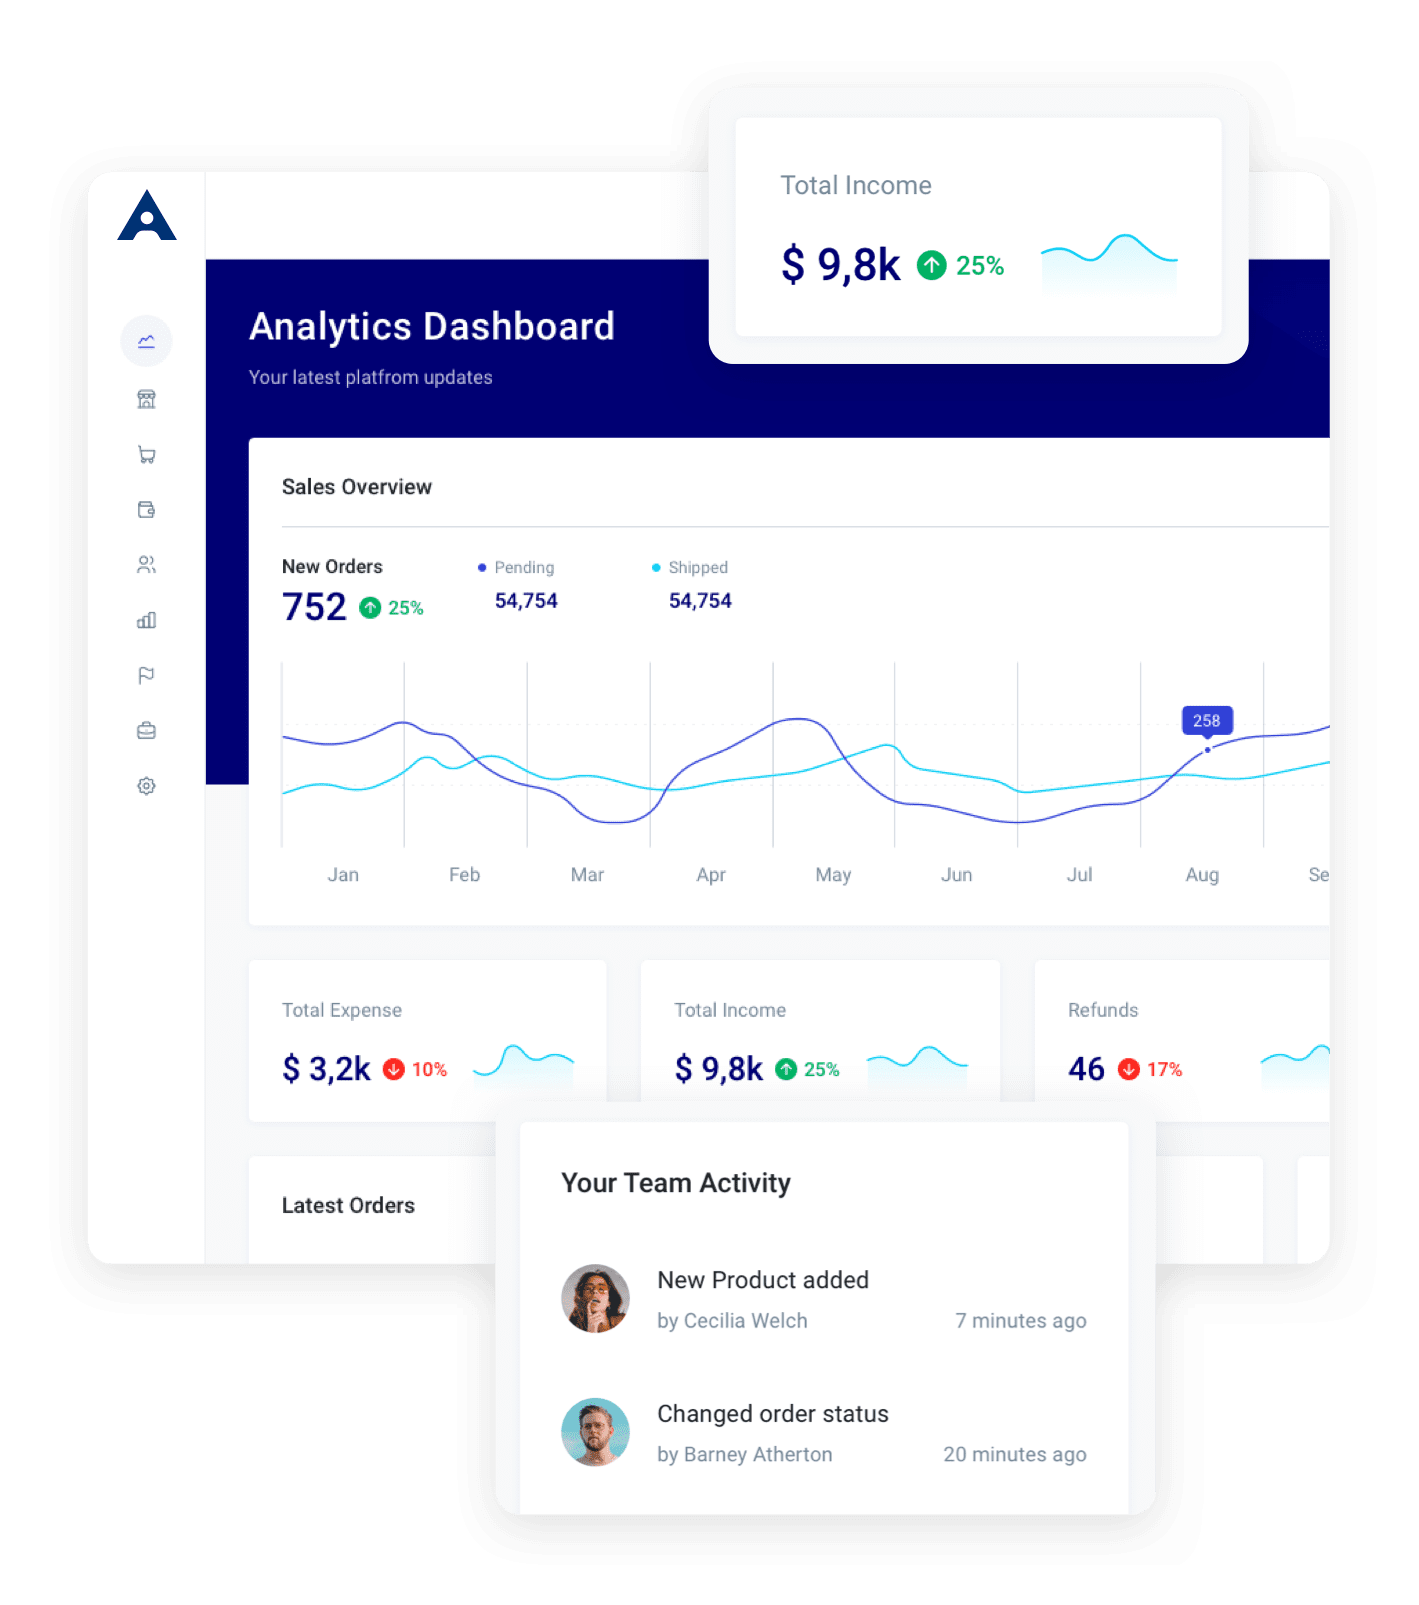 Total Income
$ 9,8k 25%
Analytics Dashboard
Your latest platfrom updates
Sales Overview
New Orders
Pending
Shipped
752 25%
54,754
54,754
258
Jan Feb Mar Apr May Jun Jul Aug Se
Total Expense
$ 3,2k 10%
Total Income
$ 9,8k 25%
Refunds
46 17%
Latest Orders
Your Team Activity
New Product added
by Cecilia Welch 7 minutes ago
Changed order status
by Barney Atherton 20 minutes ago